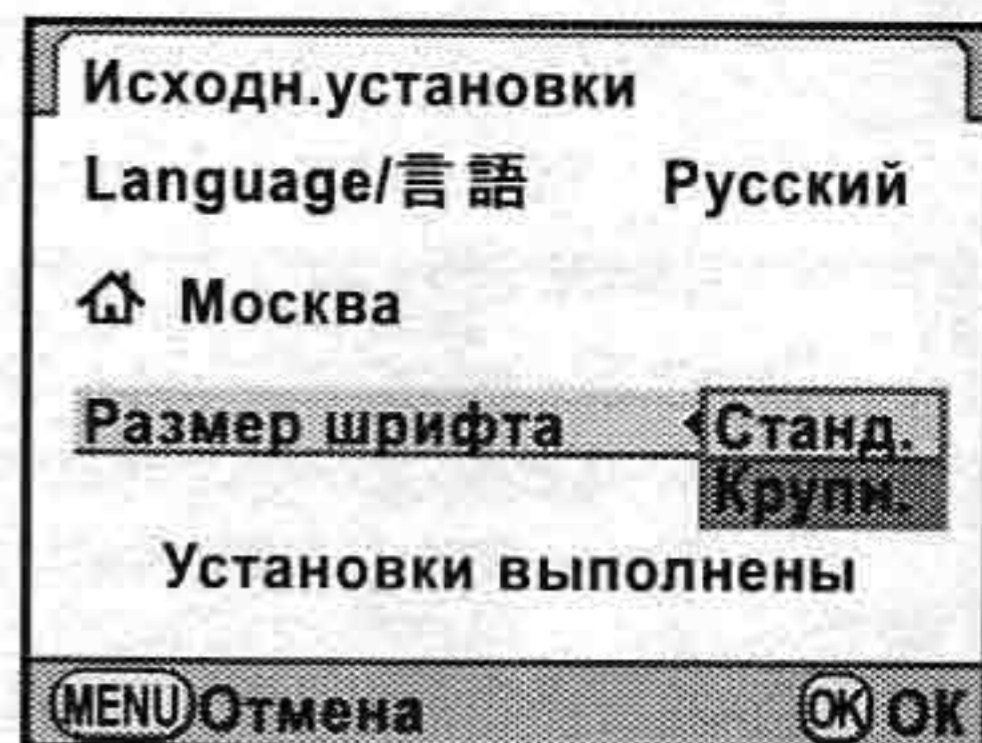 Исходн.установки
Language/言語 Русский
Москва
Размер шрифта Станд.
Крупн.
Установки выполнены
MENU Отмена OK OK